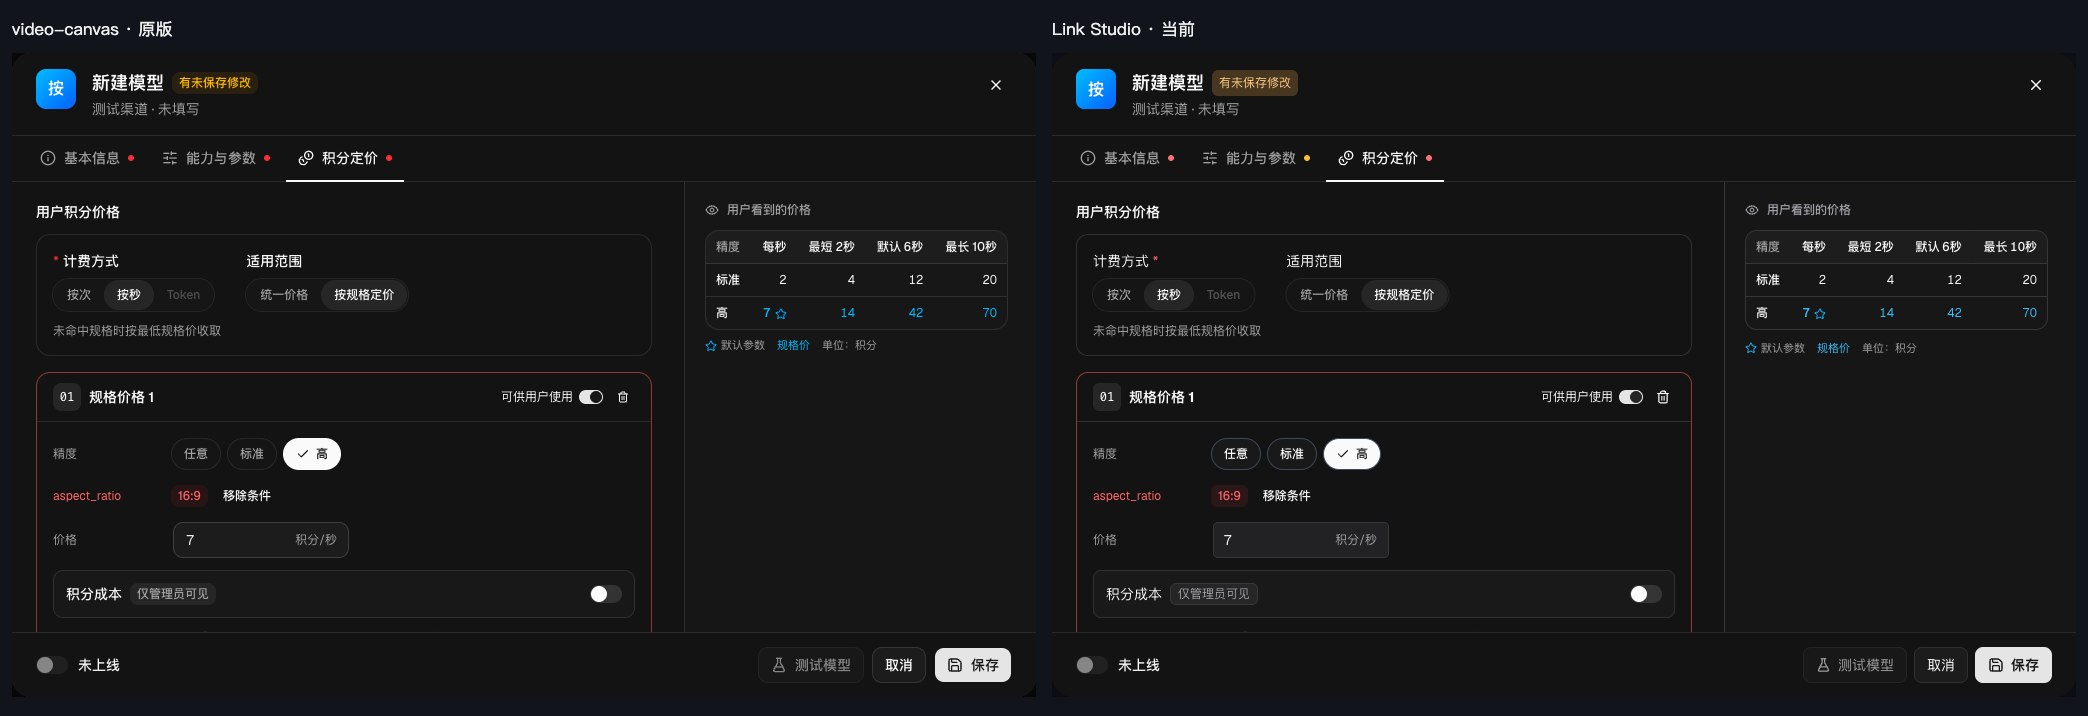 video-canvas · 原版
按
新建模型 有未保存修改
测试渠道 · 未填写
基本信息 能力与参数 积分定价
用户积分价格
* 计费方式 适用范围
按次 按秒 Token 统一价格 按规格定价
未命中规格时按最低规格价收取
01 规格价格 1 可供用户使用
精度 任意 标准 高
aspect_ratio 16:9 移除条件
价格 7 积分/秒
积分成本 仅管理员可见
用户看到的价格
精度 每秒 最短 2秒 默认 6秒 最长 10秒
标准 2 4 12 20
高 7 14 42 70
默认参数 规格价 单位：积分
未上线 测试模型 取消 保存
Link Studio · 当前
按
新建模型 有未保存修改
测试渠道 · 未填写
基本信息 能力与参数 积分定价
用户积分价格
计费方式 * 适用范围
按次 按秒 Token 统一价格 按规格定价
未命中规格时按最低规格价收取
01 规格价格 1 可供用户使用
精度 任意 标准 高
aspect_ratio 16:9 移除条件
价格 7 积分/秒
积分成本 仅管理员可见
用户看到的价格
精度 每秒 最短 2秒 默认 6秒 最长 10秒
标准 2 4 12 20
高 7 14 42 70
默认参数 规格价 单位：积分
未上线 测试模型 取消 保存